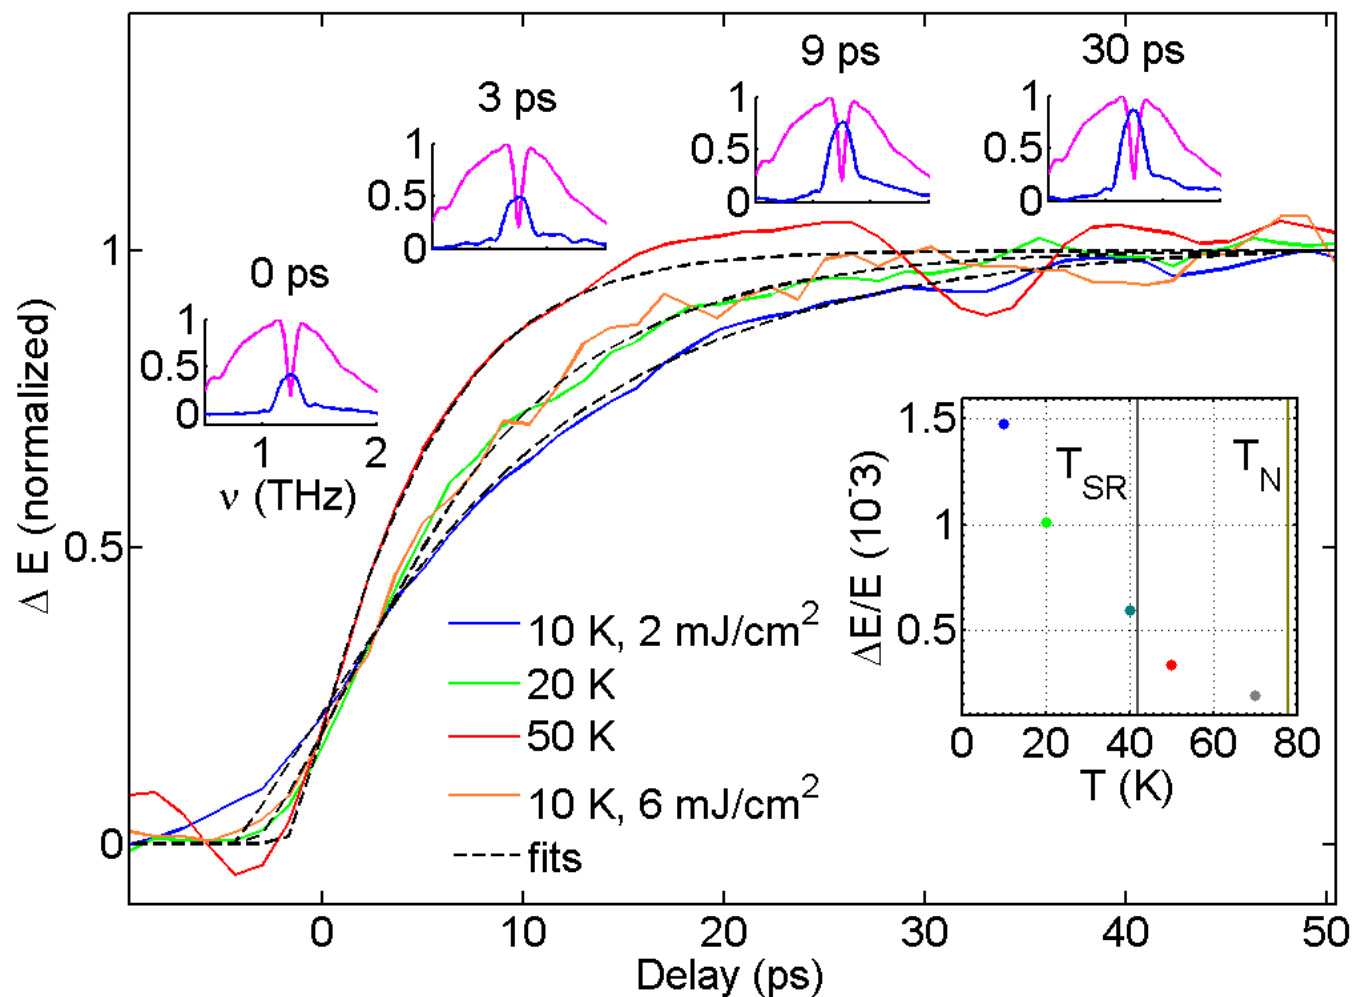 0 ps
1
0.5
0
1 2
ν (THz)
3 ps
1
0.5
0
9 ps
1
0.5
0
30 ps
1
0.5
0
Δ E (normalized)
1
0.5
0
10 K, 2 mJ/cm²
20 K
50 K
10 K, 6 mJ/cm²
fits
0 10 20 30 40 50
Delay (ps)
ΔE/E (10⁻3)
1.5
1
0.5
T_SR T_N
0 20 40 60 80
T (K)